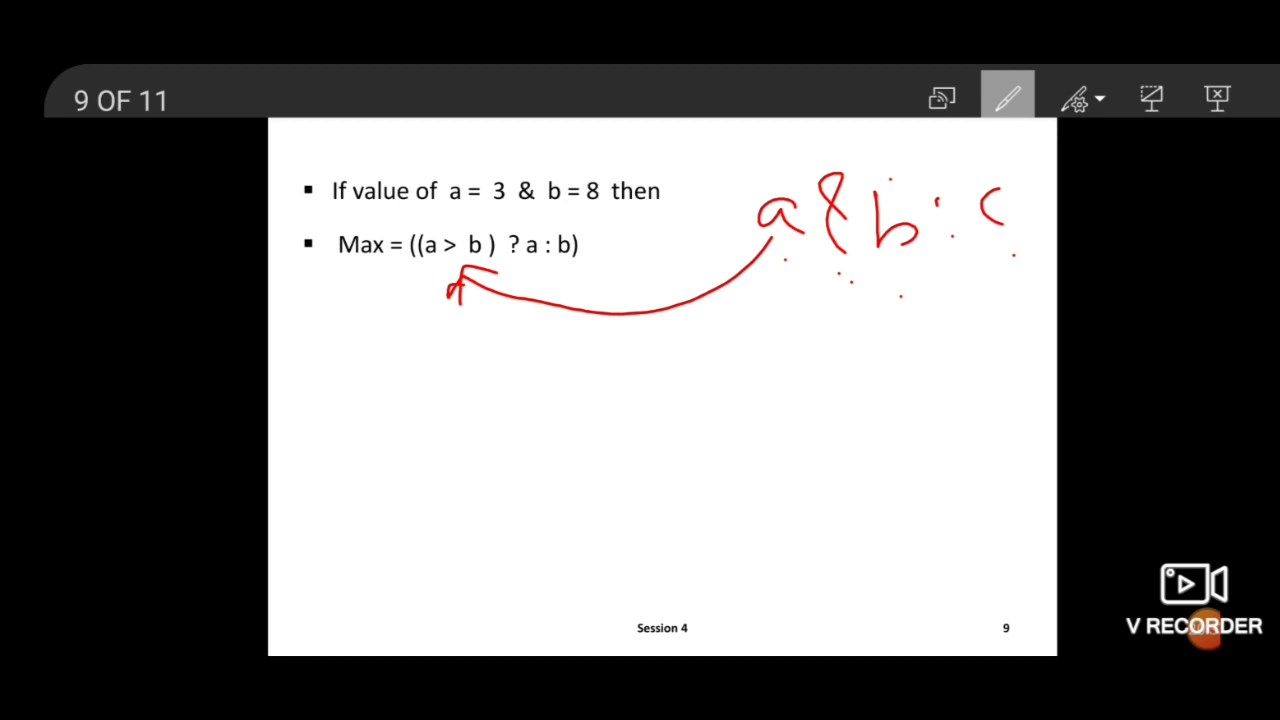 9 OF 11
If value of a = 3 & b = 8 then
Max = ((a > b ) ? a : b)
a
b : c
Session 4
9
V RECORDER